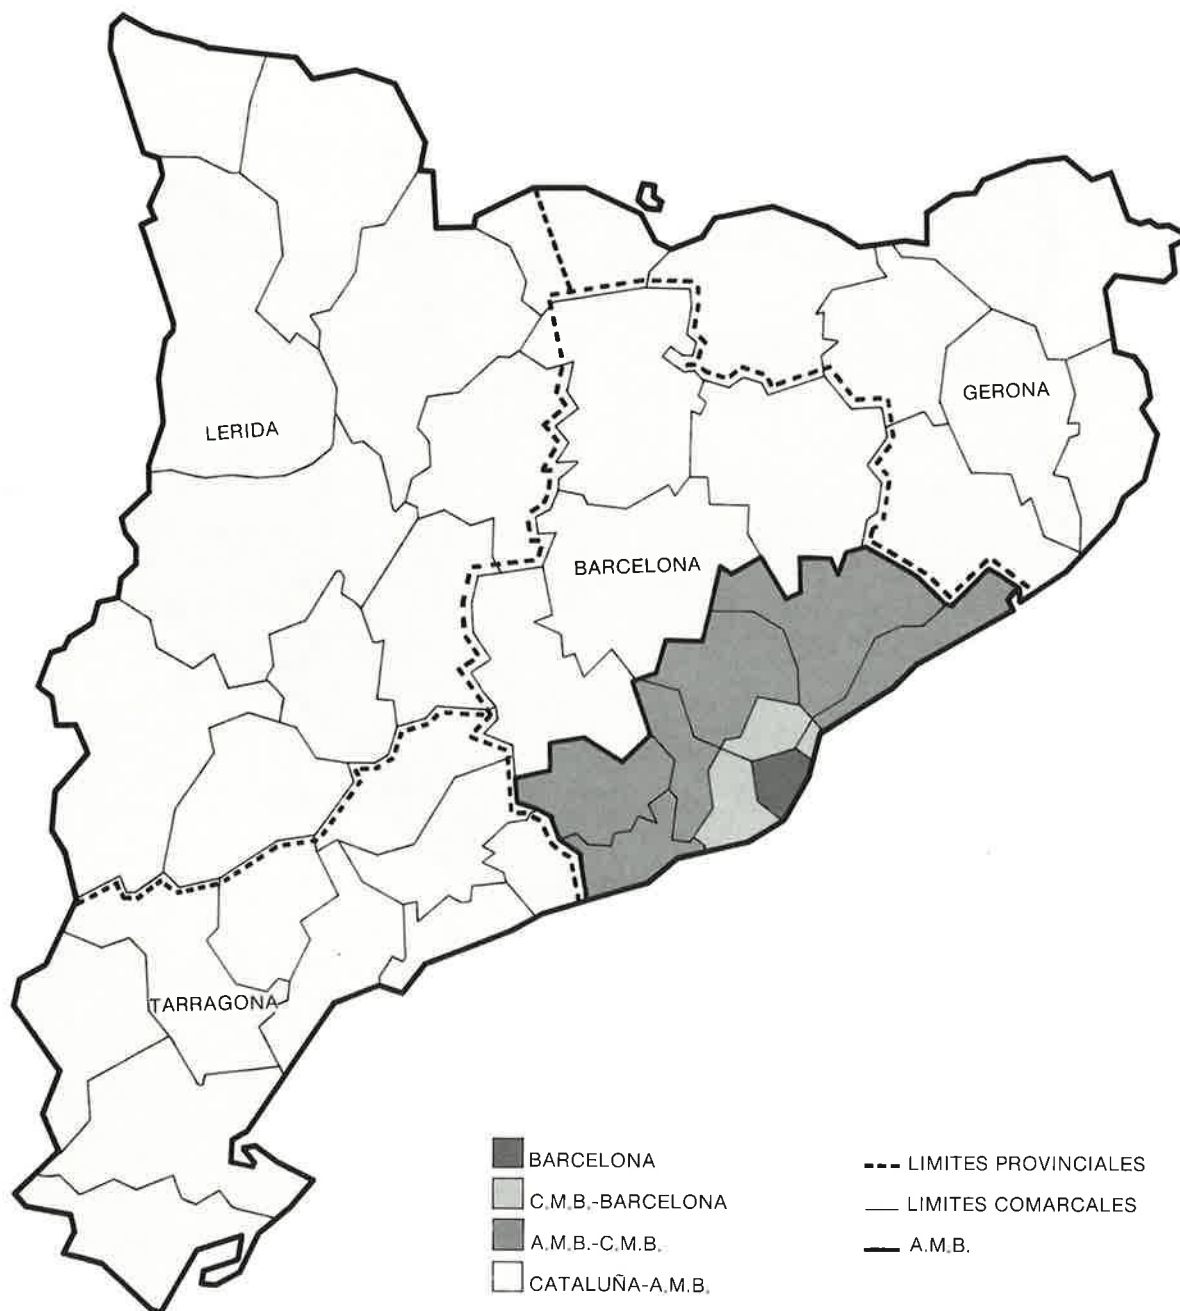 GERONA
LERIDA
BARCELONA
TARRAGONA
BARCELONA
C.M.B.-BARCELONA
A.M.B.-C.M.B.
CATALUÑA-A.M.B.
LIMITES PROVINCIALES
LIMITES COMARCALES
A.M.B.